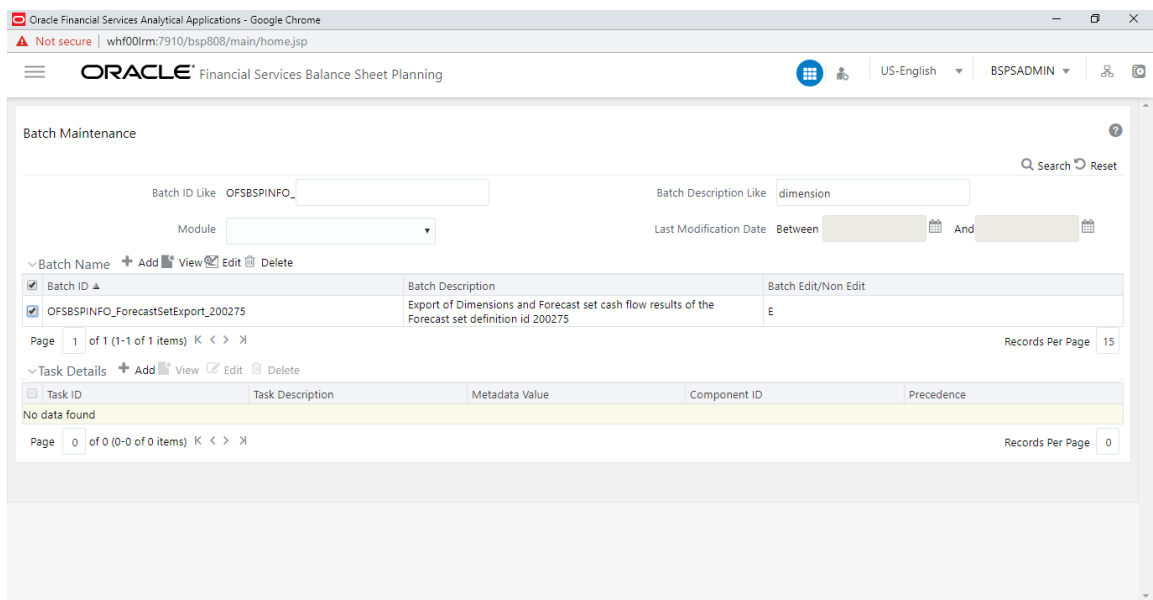 Oracle Financial Services Analytical Applications - Google Chrome
Not secure | whf00lrm:7910/bsp808/main/home.jsp
ORACLE Financial Services Balance Sheet Planning US-English BSPSADMIN
Batch Maintenance
Search Reset
Batch ID Like OFSBSPINFO_ Batch Description Like dimension
Module Last Modification Date Between And
Batch Name Add View Edit Delete
Batch ID Batch Description Batch Edit/Non Edit
OFSBSPINFO_ForecastSetExport_200275 Export of Dimensions and Forecast set cash flow results of the E
Forecast set definition id 200275
Page 1 of 1 (1-1 of 1 items) Records Per Page 15
Task Details Add View Edit Delete
Task ID Task Description Metadata Value Component ID Precedence
No data found
Page 0 of 0 (0-0 of 0 items) Records Per Page 0